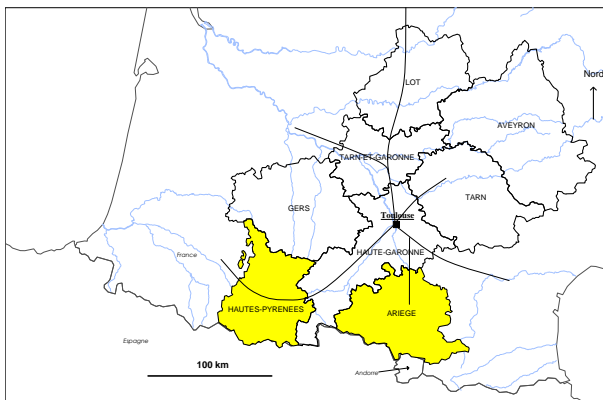 LOT
Nord
AVEYRON
TARN-ET-GARONNE
TARN
GERS
Toulouse
HAUTE-GARONNE
France
HAUTES-PYRENEES
ARIEGE
Espagne
100 km
Andorre